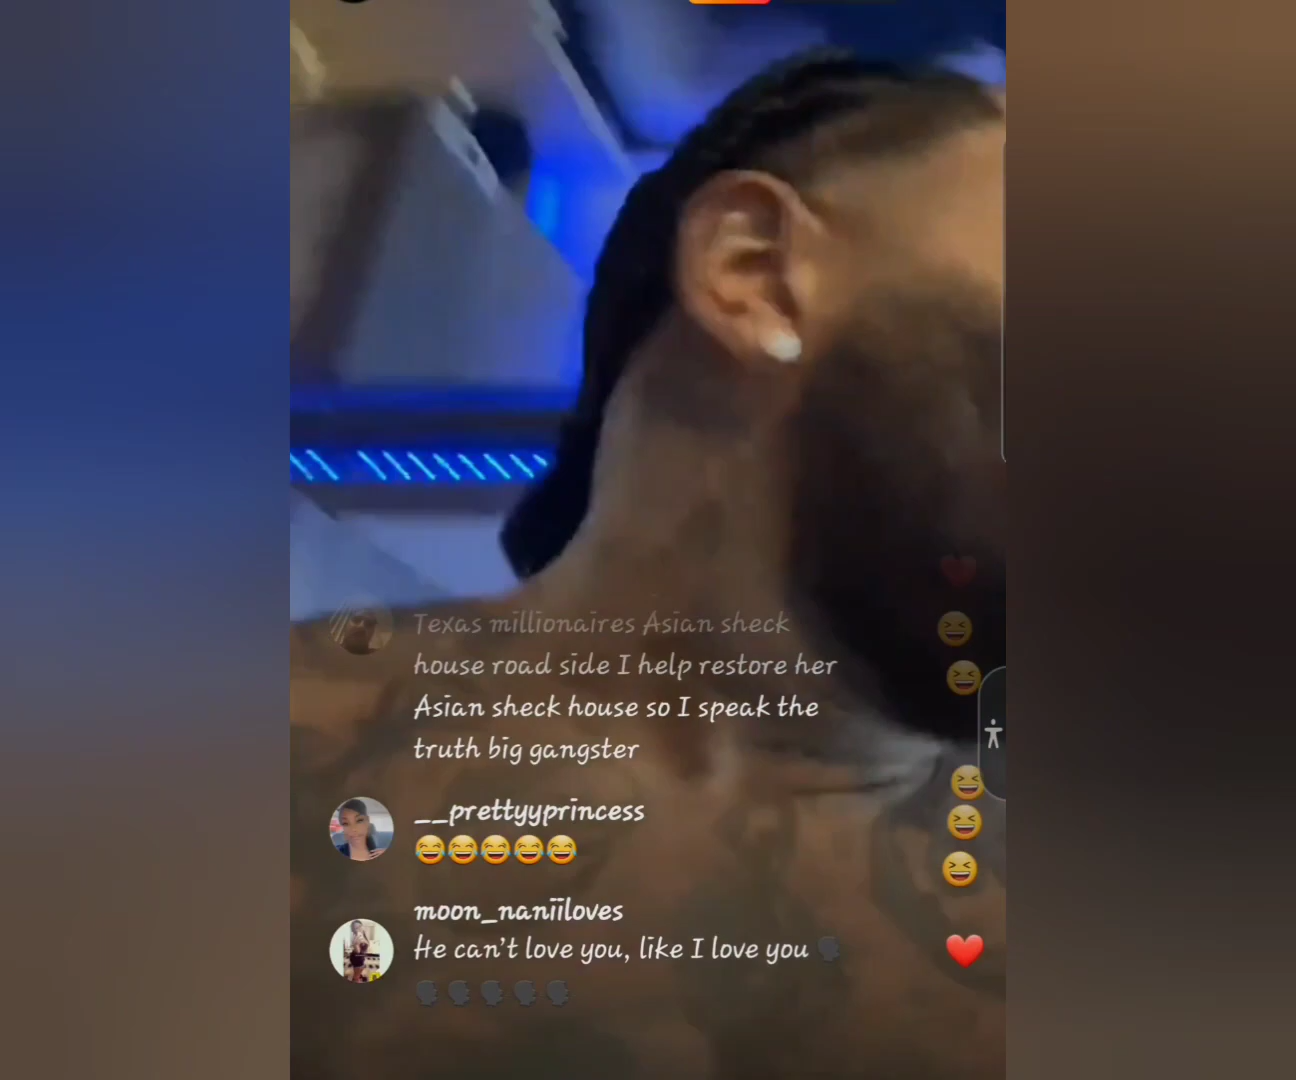 Texas millionaires Asian sheck
house road side I help restore her
Asian sheck house so I speak the
truth big gangster
__prettyyprincess
😂😂😂😂😂
moon_naniiloves
He can't love you, like I love you 🗣
🗣🗣🗣🗣🗣